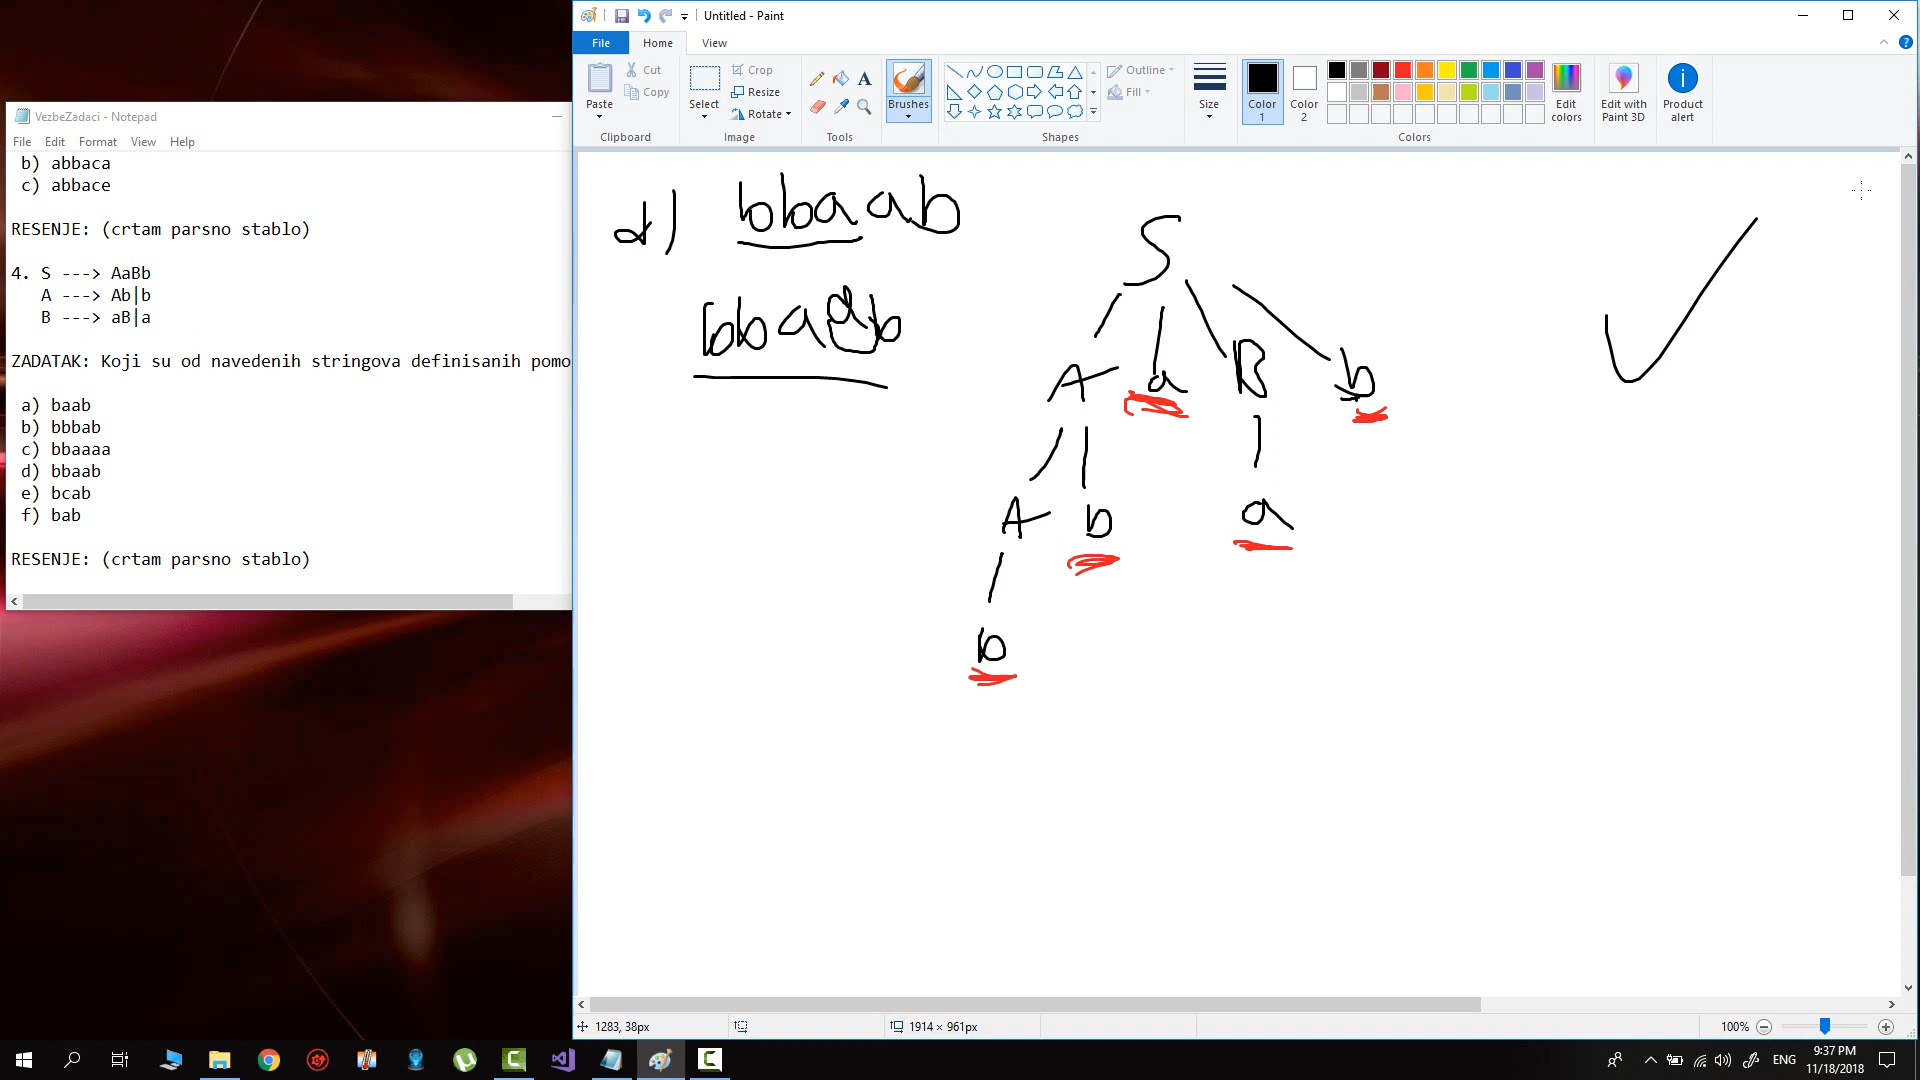 VezbeZadaci - Notepad
File Edit Format View Help
b) abbaca
c) abbace
RESENJE: (crtam parsno stablo)
4. S ---> AaBb
A ---> Ab|b
B ---> aB|a
ZADATAK: Koji su od navedenih stringova definisanih pomo
a) baab
b) bbbab
c) bbaaaa
d) bbaab
e) bcab
f) bab
RESENJE: (crtam parsno stablo)
Untitled - Paint
File Home View
Paste Cut Copy Clipboard
Select Crop Resize Rotate Image
Tools
Brushes
Outline Fill Shapes
Size
Color 1 Color 2 Edit colors Colors
Edit with Paint 3D
Product alert
d) bbaab
bbaab
S
A a B b
A b a
b
1283, 38px
1914 × 961px
100%
ENG
9:37 PM
11/18/2018